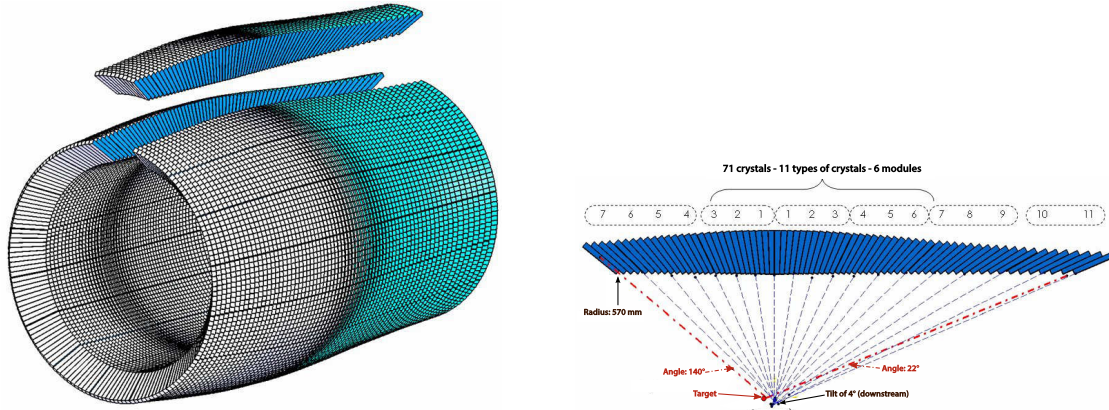 71 crystals - 11 types of crystals - 6 modules
7 6 5 4 3 2 1 1 2 3 4 5 6 7 8 9 10 11
Radius: 570 mm
Angle: 140°
Angle: 22°
Target
Tilt of 4° (downstream)